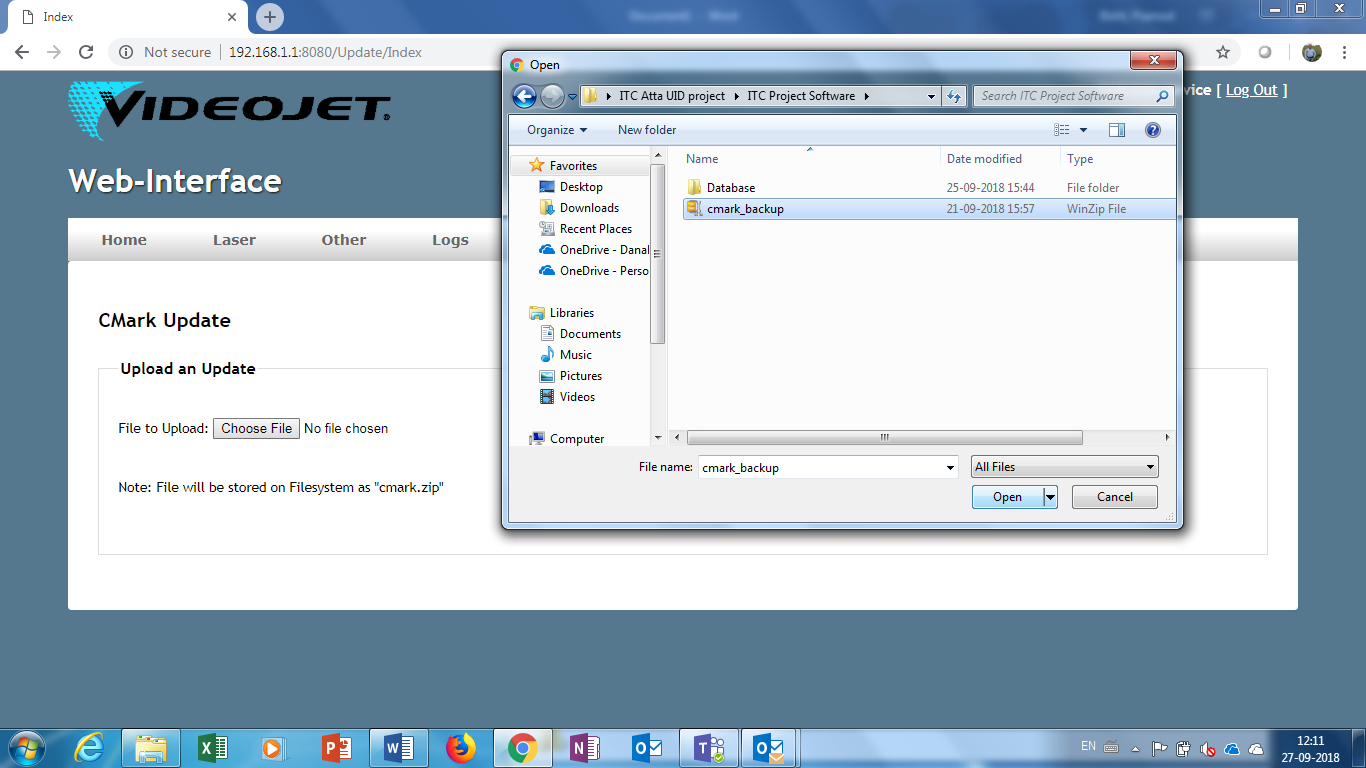 Index
Not secure
192.168.1.1:8080/Update/Index
VIDEOJET.
vice [ Log Out ]
Web-Interface
Home
Laser
Other
Logs
CMark Update
Upload an Update
File to Upload: Choose File No file chosen
Note: File will be stored on Filesystem as "cmark.zip"
Open
ITC Atta UID project
ITC Project Software
Search ITC Project Software
Organize
New folder
Favorites
Desktop
Downloads
Recent Places
OneDrive - Danal
OneDrive - Perso
Libraries
Documents
Music
Pictures
Videos
Computer
Name Date modified Type
Database 25-09-2018 15:44 File folder
cmark_backup 21-09-2018 15:57 WinZip File
File name: cmark_backup
All Files
Open
Cancel
EN
12:11
27-09-2018